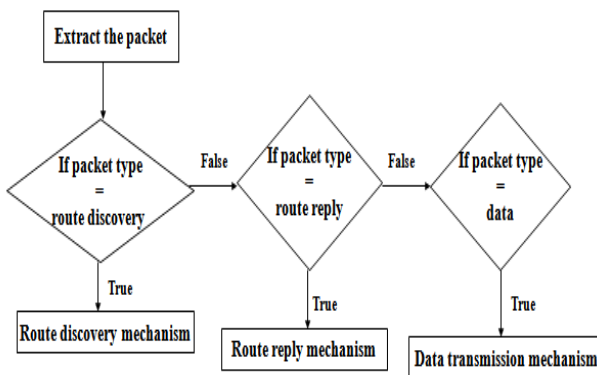 Extract the packet
If packet type
=
route discovery
False
If packet type
=
route reply
False
If packet type
=
data
True
Route discovery mechanism
True
Route reply mechanism
True
Data transmission mechanism